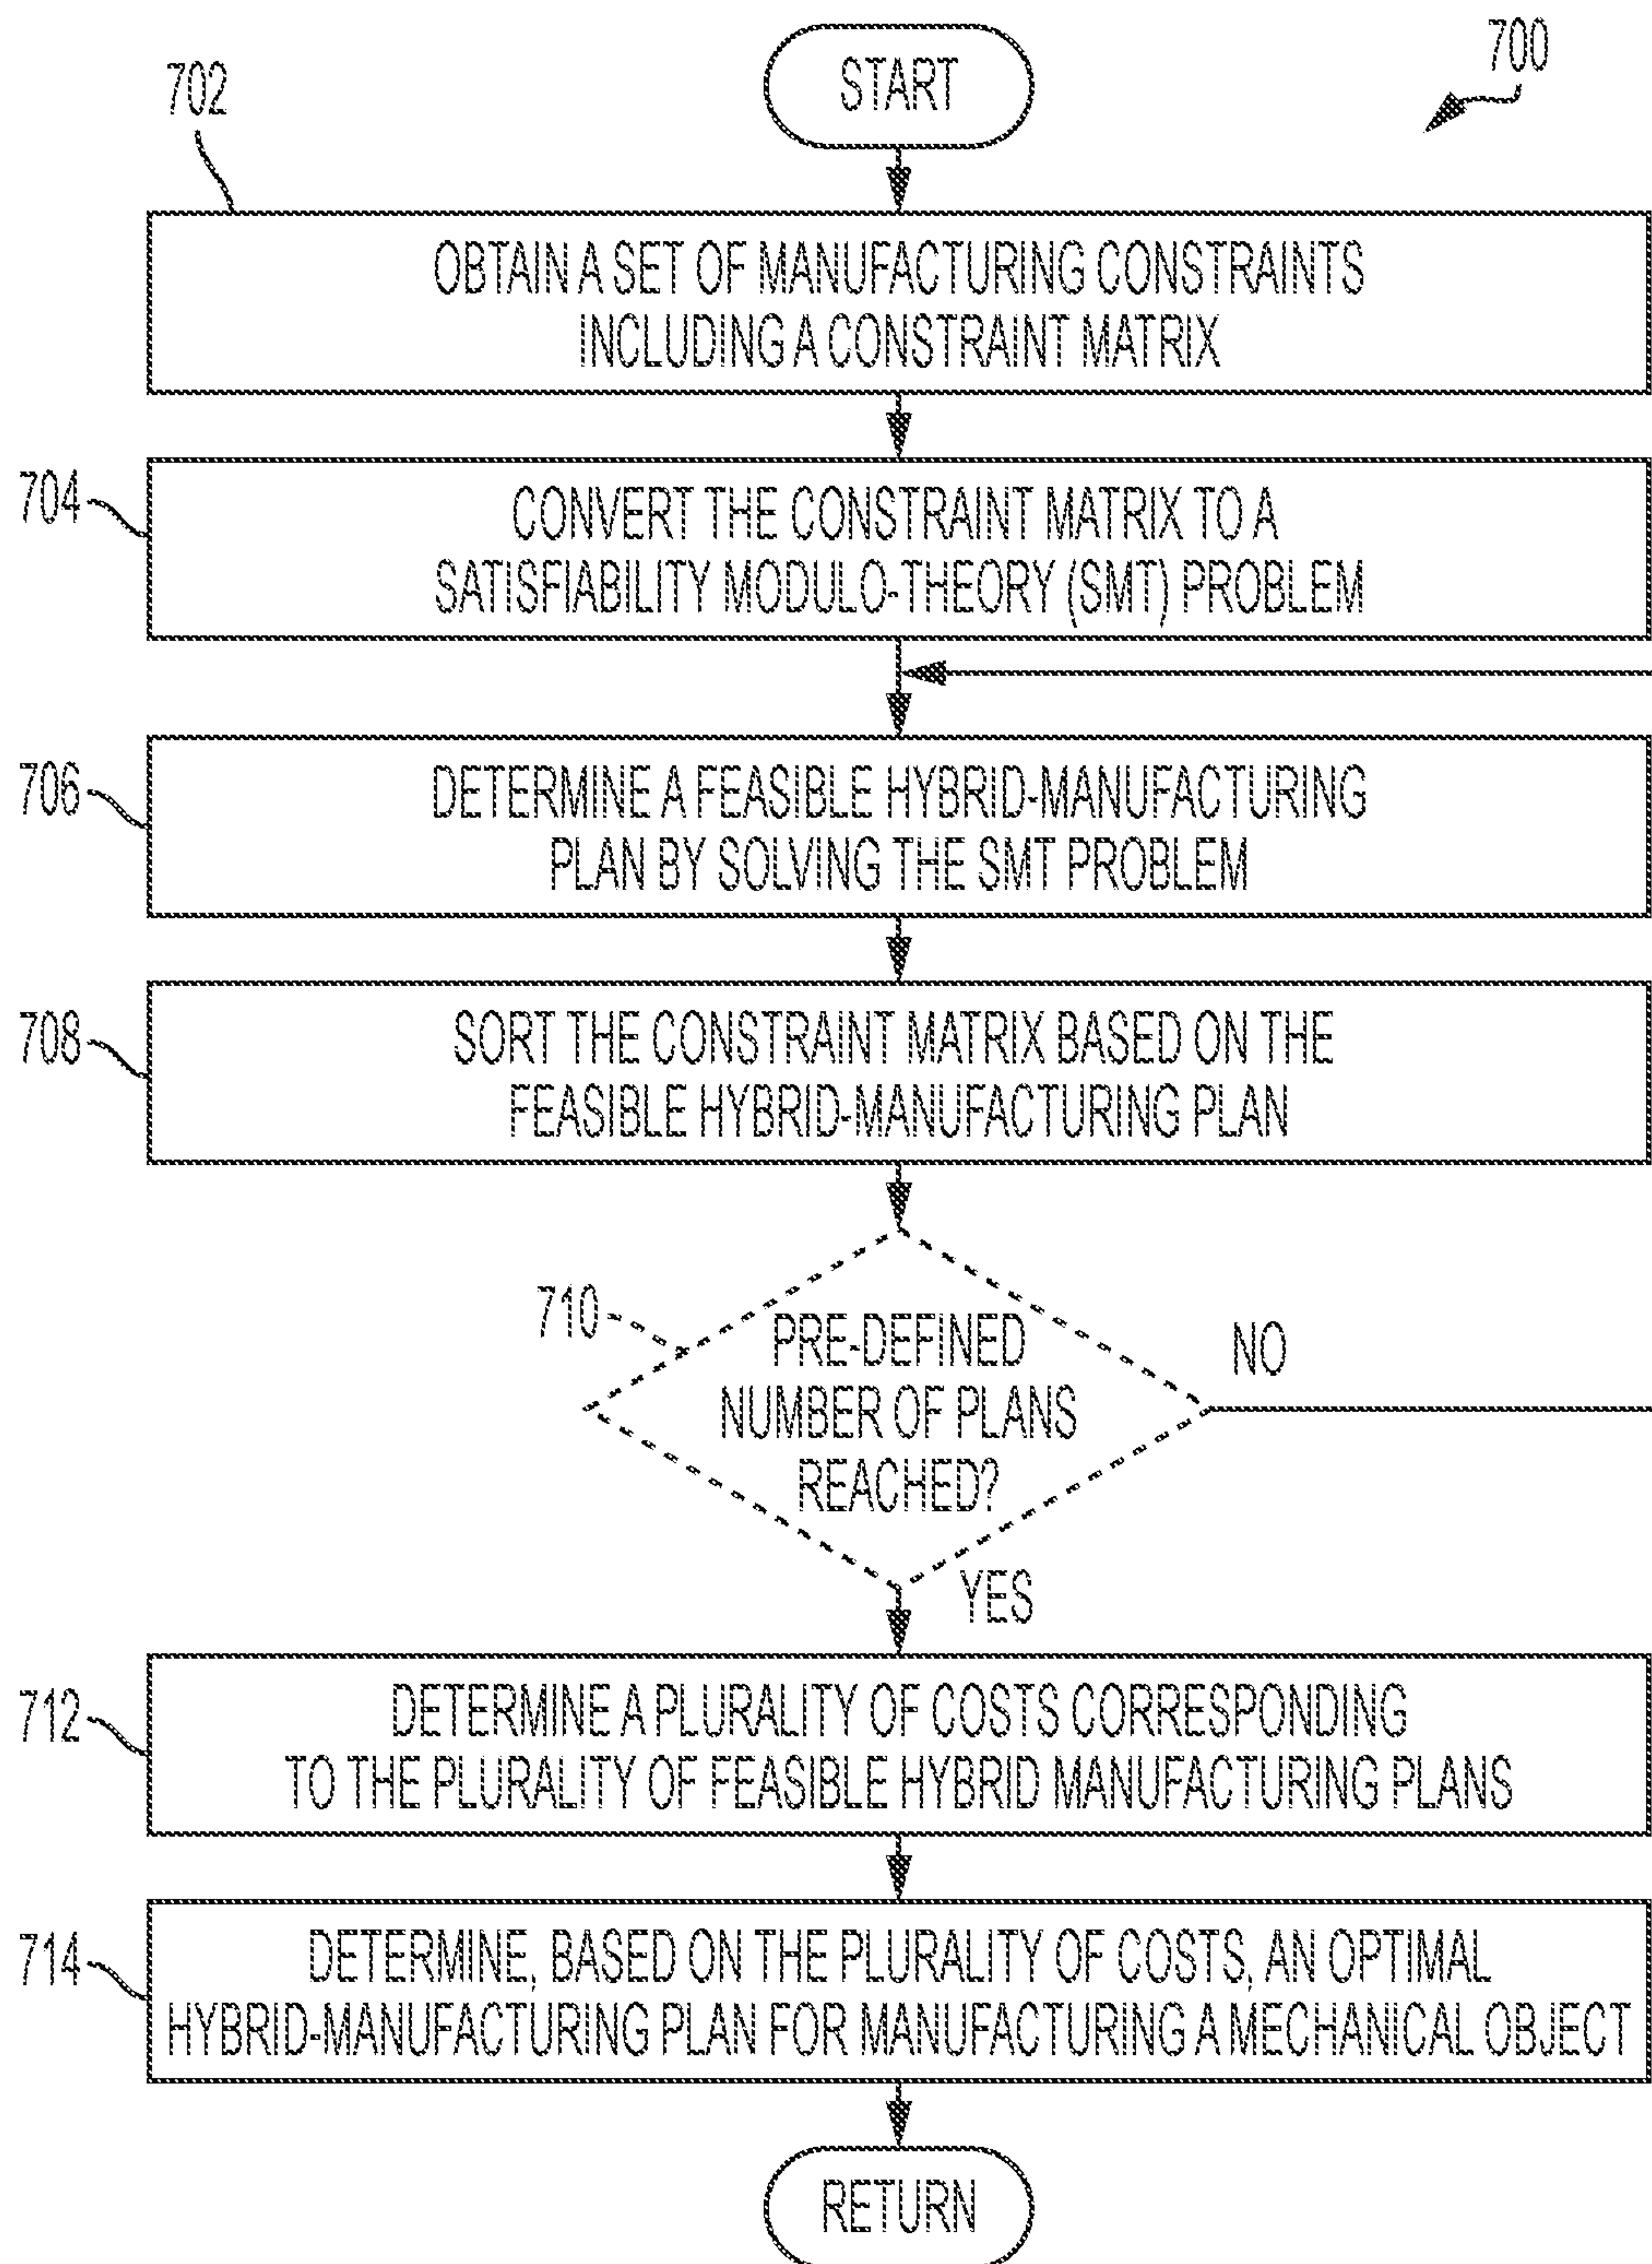 700
START
702
OBTAIN A SET OF MANUFACTURING CONSTRAINTS
INCLUDING A CONSTRAINT MATRIX
704
CONVERT THE CONSTRAINT MATRIX TO A
SATISFIABILITY MODULO-THEORY (SMT) PROBLEM
706
DETERMINE A FEASIBLE HYBRID-MANUFACTURING
PLAN BY SOLVING THE SMT PROBLEM
708
SORT THE CONSTRAINT MATRIX BASED ON THE
FEASIBLE HYBRID-MANUFACTURING PLAN
710
PRE-DEFINED
NUMBER OF PLANS
REACHED?
NO
YES
712
DETERMINE A PLURALITY OF COSTS CORRESPONDING
TO THE PLURALITY OF FEASIBLE HYBRID MANUFACTURING PLANS
714
DETERMINE, BASED ON THE PLURALITY OF COSTS, AN OPTIMAL
HYBRID-MANUFACTURING PLAN FOR MANUFACTURING A MECHANICAL OBJECT
RETURN